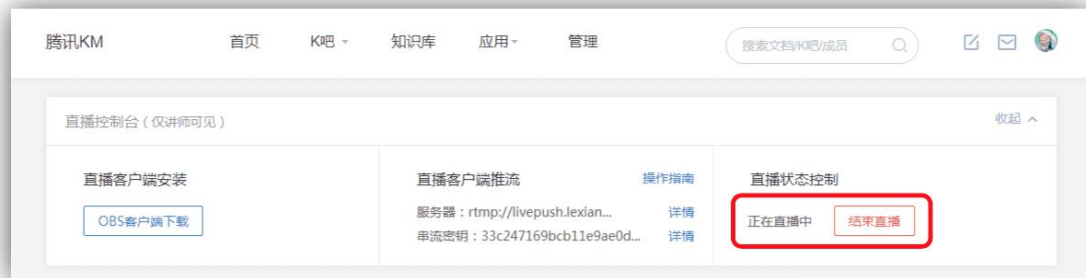 腾讯KM 首页 K吧 知识库 应用 管理 搜索文档/K吧/成员
直播控制台（仅讲师可见） 收起
直播客户端安装
OBS客户端下载
直播客户端推流 操作指南
服务器：rtmp://livepush.lexian... 详情
串流密钥：33c247169bcb11e9ae0d... 详情
直播状态控制
正在直播中 结束直播